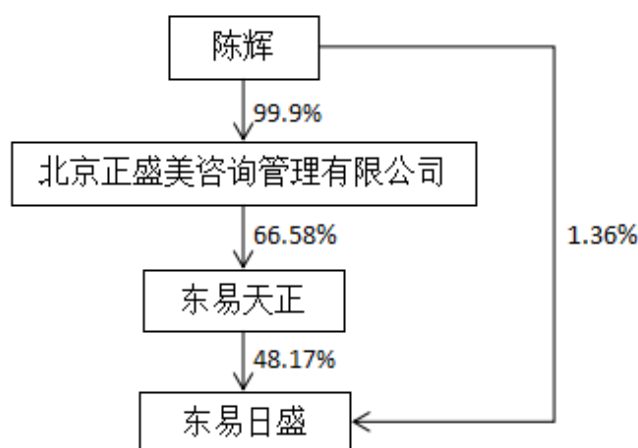 陈辉
99.9%
北京正盛美咨询管理有限公司
66.58%
1.36%
东易天正
48.17%
东易日盛